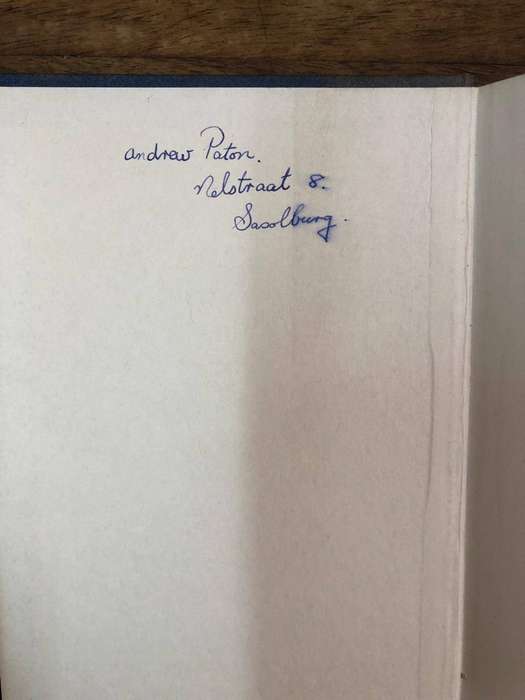 andrew Paton.
Nelstraat 8.
Sasolburg.